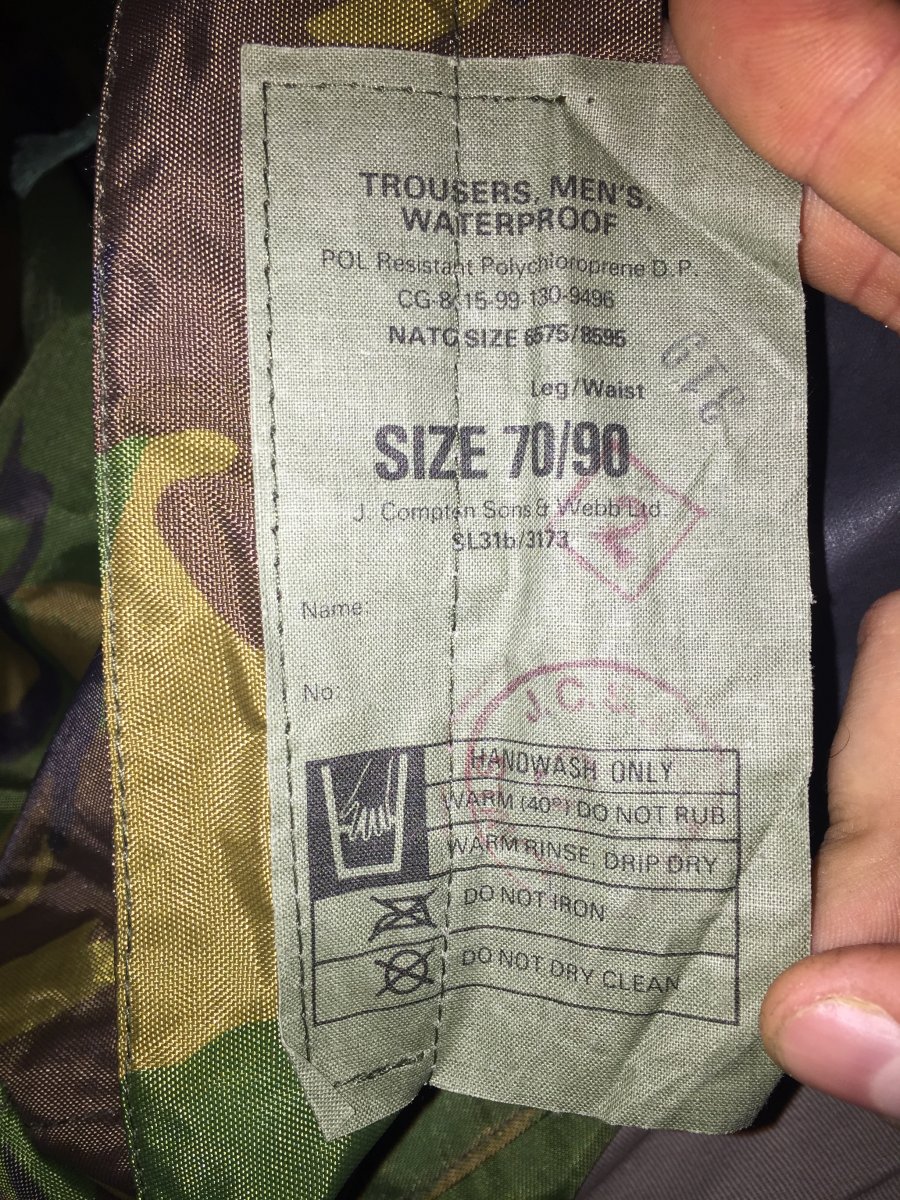 TROUSERS, MEN'S,
WATERPROOF
POL Resistant Polychloroprene D.P.
CG-8415-99-130-9496
NATO SIZE 6575/8595
Leg/Waist
SIZE 70/90
J. Compton Sons & Webb Ltd.
SL31b/3173
2
Name:
No:
J.C.S.
HANDWASH ONLY
WARM (40°) DO NOT RUB
WARM RINSE, DRIP DRY
DO NOT IRON
DO NOT DRY CLEAN